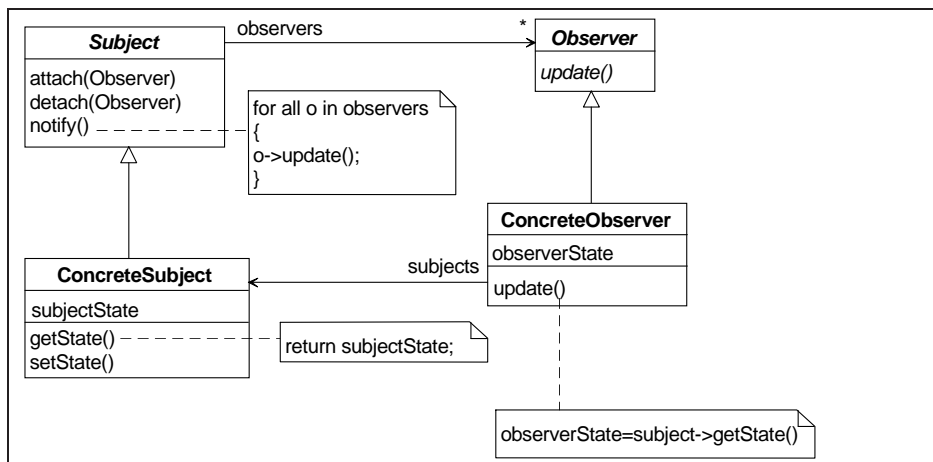 Subject
observers
*
Observer
attach(Observer)
detach(Observer)
notify()
update()
for all o in observers
{
o->update();
}
ConcreteSubject
subjectState
getState()
setState()
subjects
ConcreteObserver
observerState
update()
return subjectState;
observerState=subject->getState()